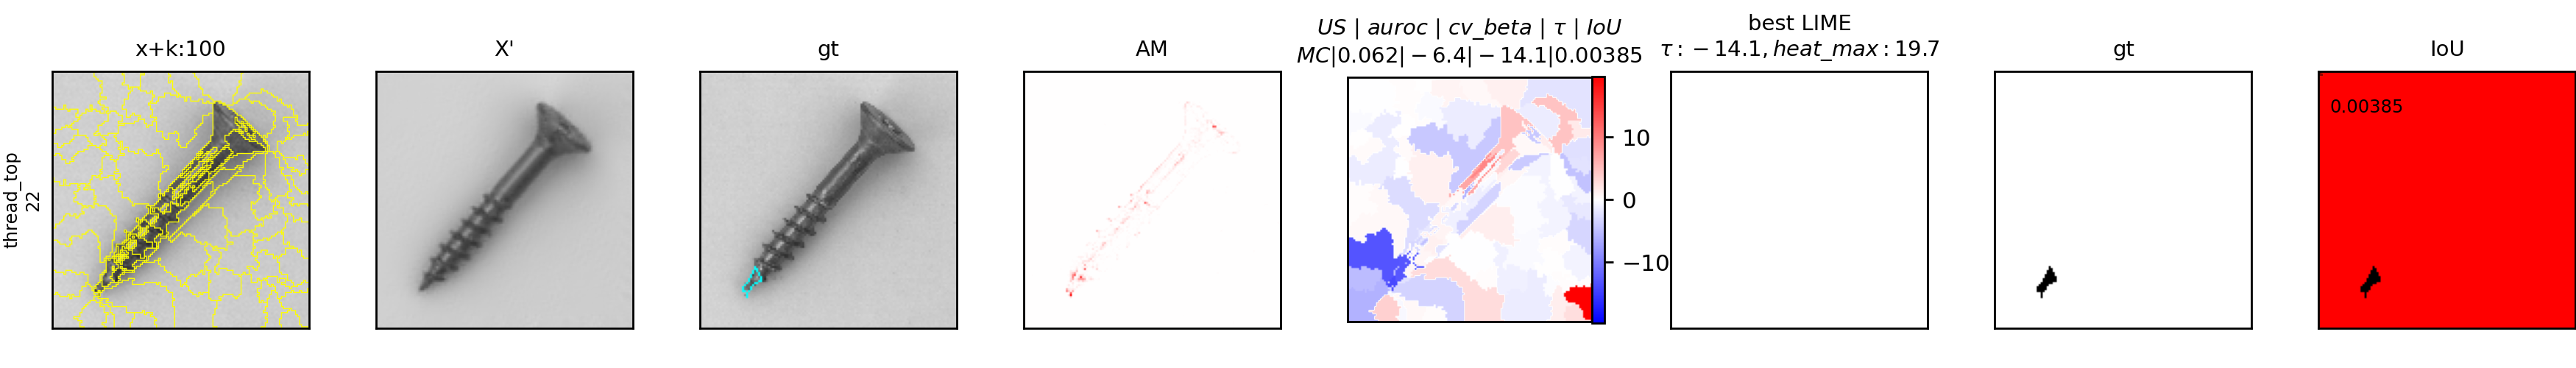 thread_top
22
x+k:100
X'
gt
AM
US | auroc | cv_beta | τ | IoU
MC|0.062| − 6.4| − 14.1|0.00385
10
0
−10
best LIME
τ: − 14.1, heat_max: 19.7
gt
IoU
0.00385